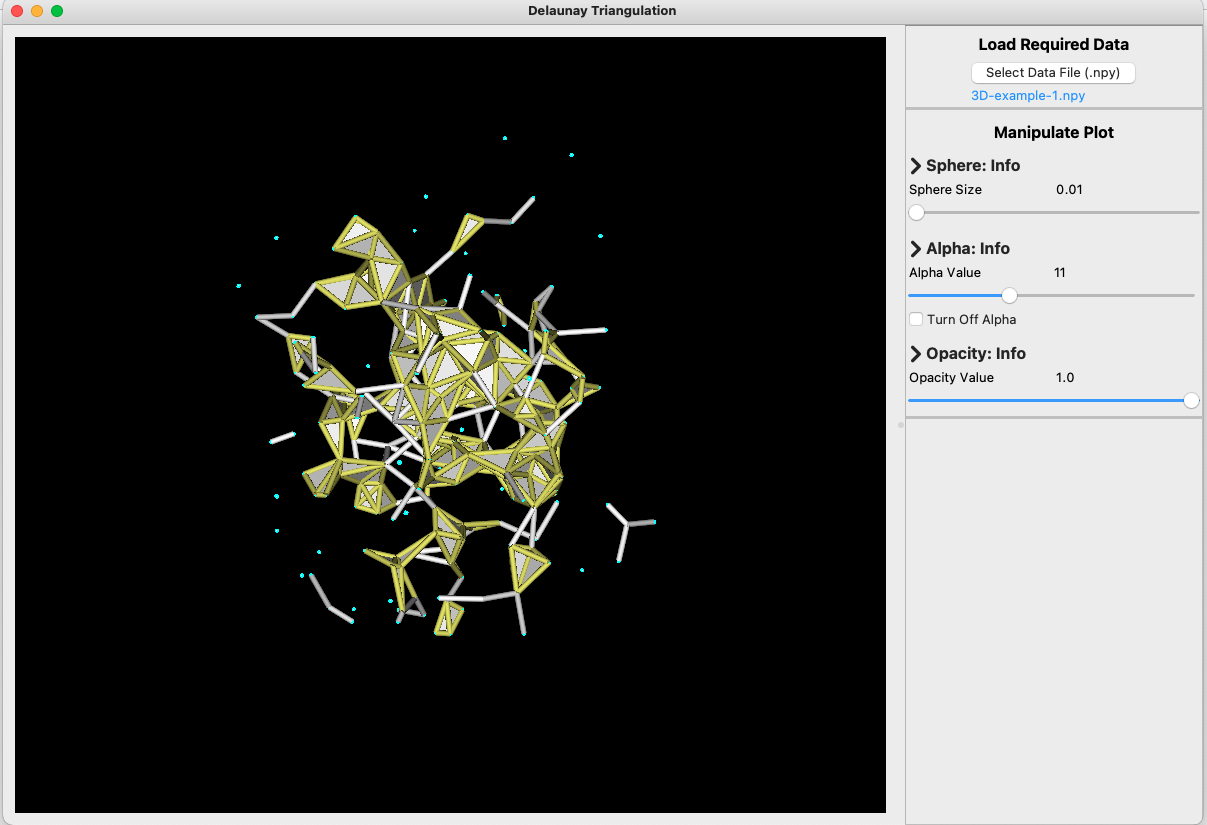 Delaunay Triangulation
Load Required Data
Select Data File (.npy)
3D-example-1.npy
Manipulate Plot
Sphere: Info
Sphere Size 0.01
Alpha: Info
Alpha Value 11
Turn Off Alpha
Opacity: Info
Opacity Value 1.0